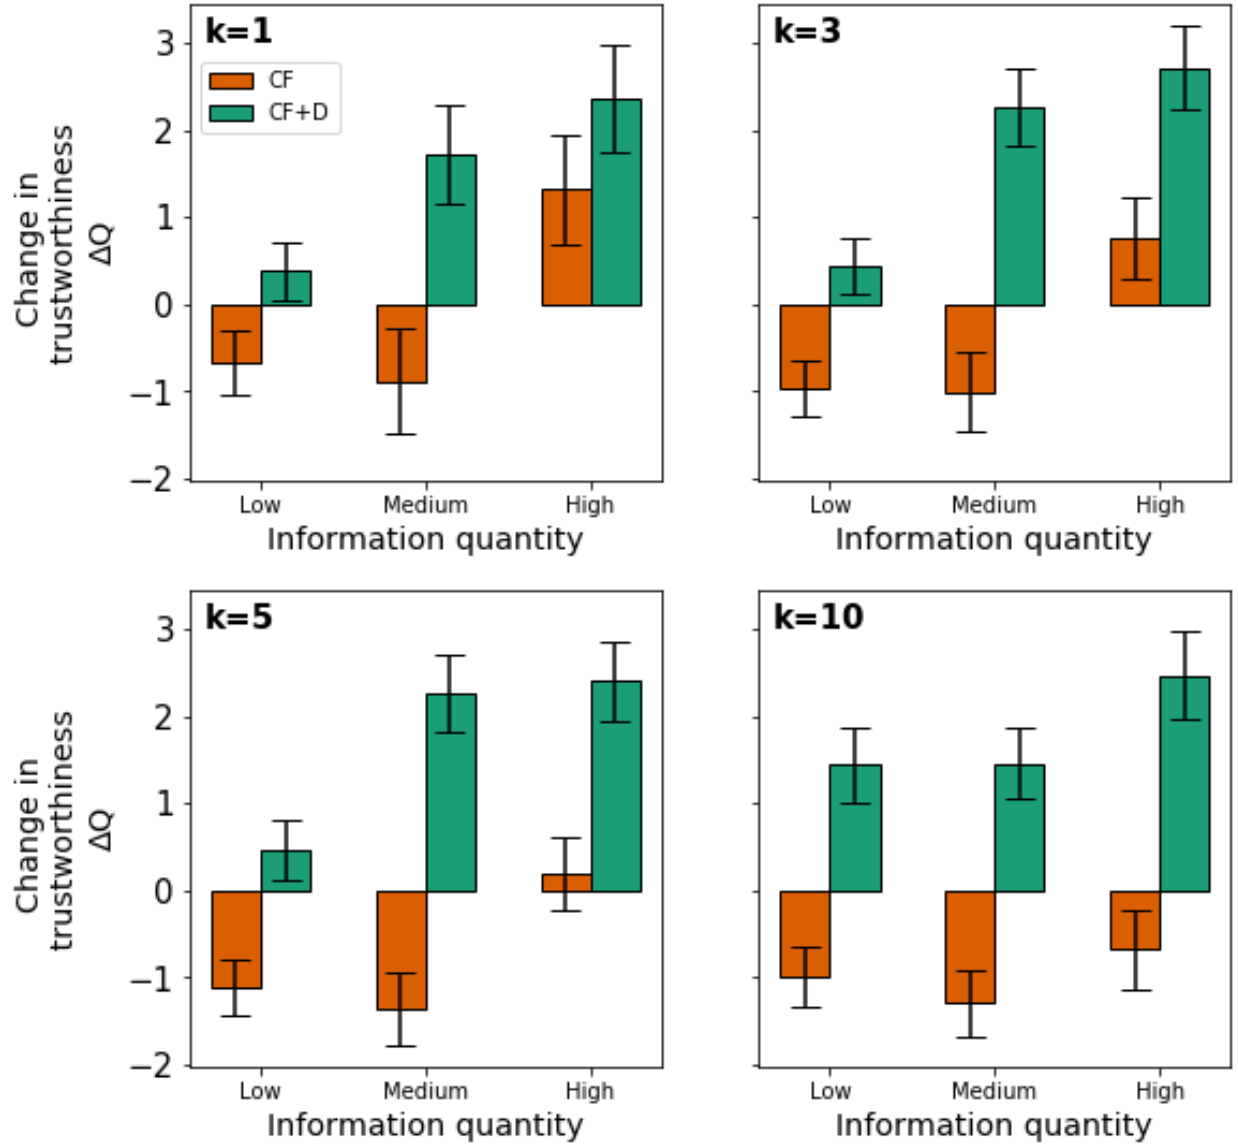 k=1
CF
CF+D
3
2
1
0
−1
−2
Change in
trustworthiness
ΔQ
Low Medium High
Information quantity
k=3
Low Medium High
Information quantity
k=5
3
2
1
0
−1
−2
Change in
trustworthiness
ΔQ
Low Medium High
Information quantity
k=10
Low Medium High
Information quantity